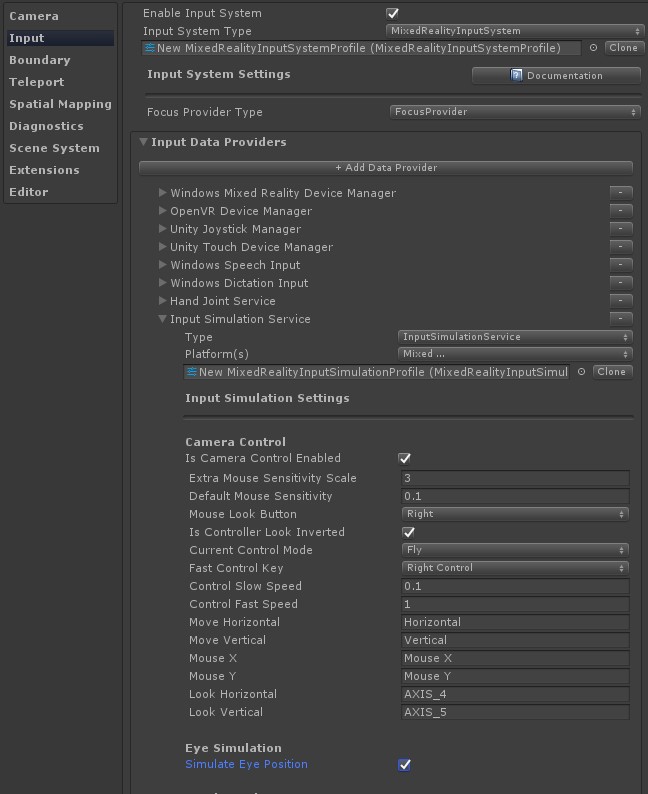 Camera
Input
Boundary
Teleport
Spatial Mapping
Diagnostics
Scene System
Extensions
Editor
Enable Input System
Input System Type MixedRealityInputSystem
New MixedRealityInputSystemProfile (MixedRealityInputSystemProfile) Clone
Input System Settings Documentation
Focus Provider Type FocusProvider
Input Data Providers
+ Add Data Provider
Windows Mixed Reality Device Manager -
OpenVR Device Manager -
Unity Joystick Manager -
Unity Touch Device Manager -
Windows Speech Input -
Windows Dictation Input -
Hand Joint Service -
Input Simulation Service -
Type InputSimulationService
Platform(s) Mixed ...
New MixedRealityInputSimulationProfile (MixedRealityInputSimul Clone
Input Simulation Settings
Camera Control
Is Camera Control Enabled
Extra Mouse Sensitivity Scale 3
Default Mouse Sensitivity 0.1
Mouse Look Button Right
Is Controller Look Inverted
Current Control Mode Fly
Fast Control Key Right Control
Control Slow Speed 0.1
Control Fast Speed 1
Move Horizontal Horizontal
Move Vertical Vertical
Mouse X Mouse X
Mouse Y Mouse Y
Look Horizontal AXIS_4
Look Vertical AXIS_5
Eye Simulation
Simulate Eye Position